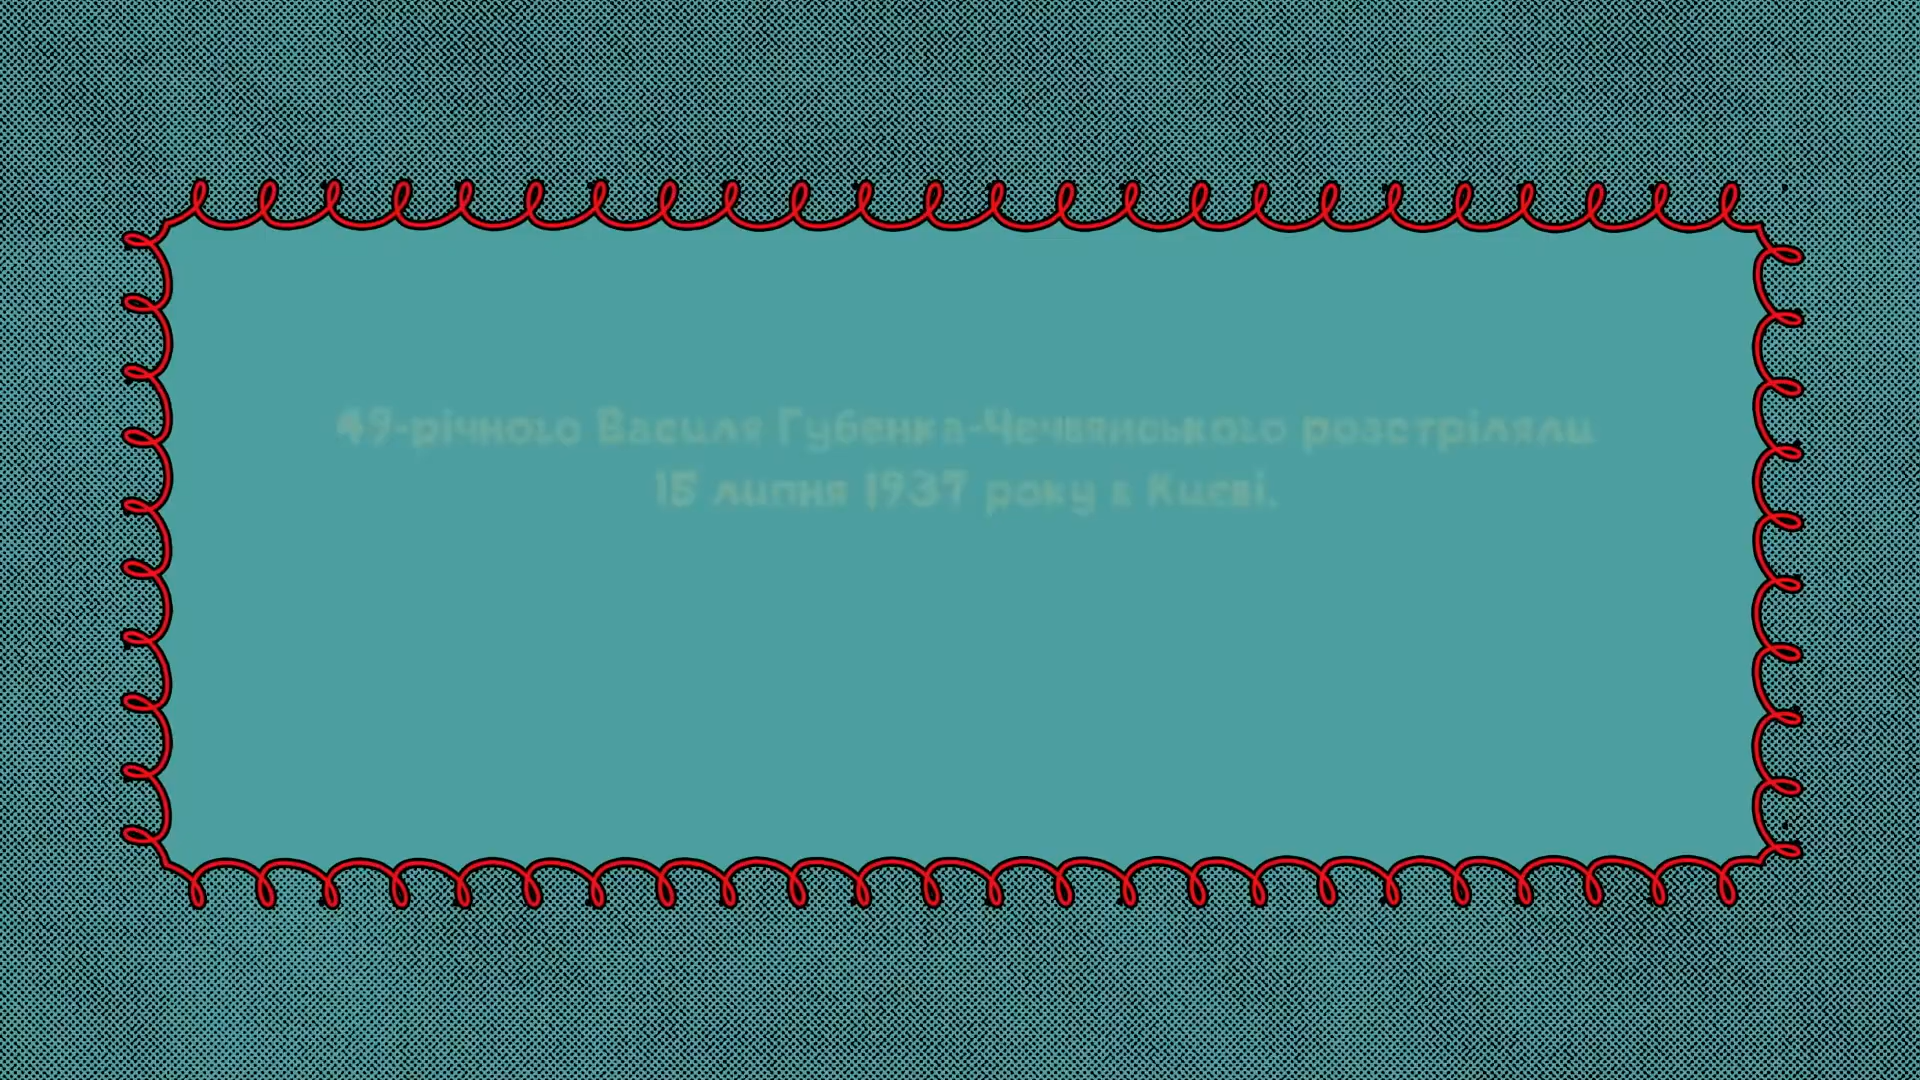 49-річного Василя Губенка-Чечвянського розстріляли
15 липня 1937 року в Києві.